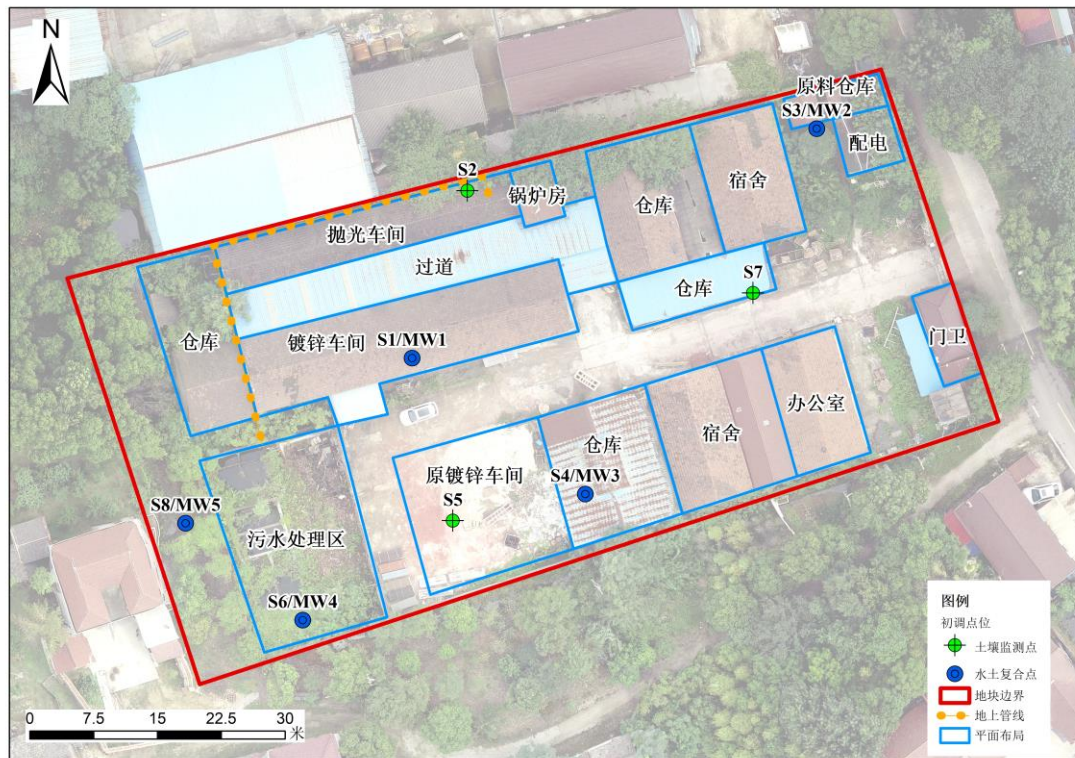 N
原料仓库
S3/MW2
配电
S2
锅炉房
宿舍
仓库
抛光车间
过道
S7
仓库
仓库
镀锌车间
S1/MW1
门卫
办公室
宿舍
仓库
原镀锌车间
S4/MW3
S5
S8/MW5
污水处理区
S6/MW4
图例
初调点位
土壤监测点
水土复合点
地块边界
地上管线
平面布局
0 7.5 15 22.5 30
米